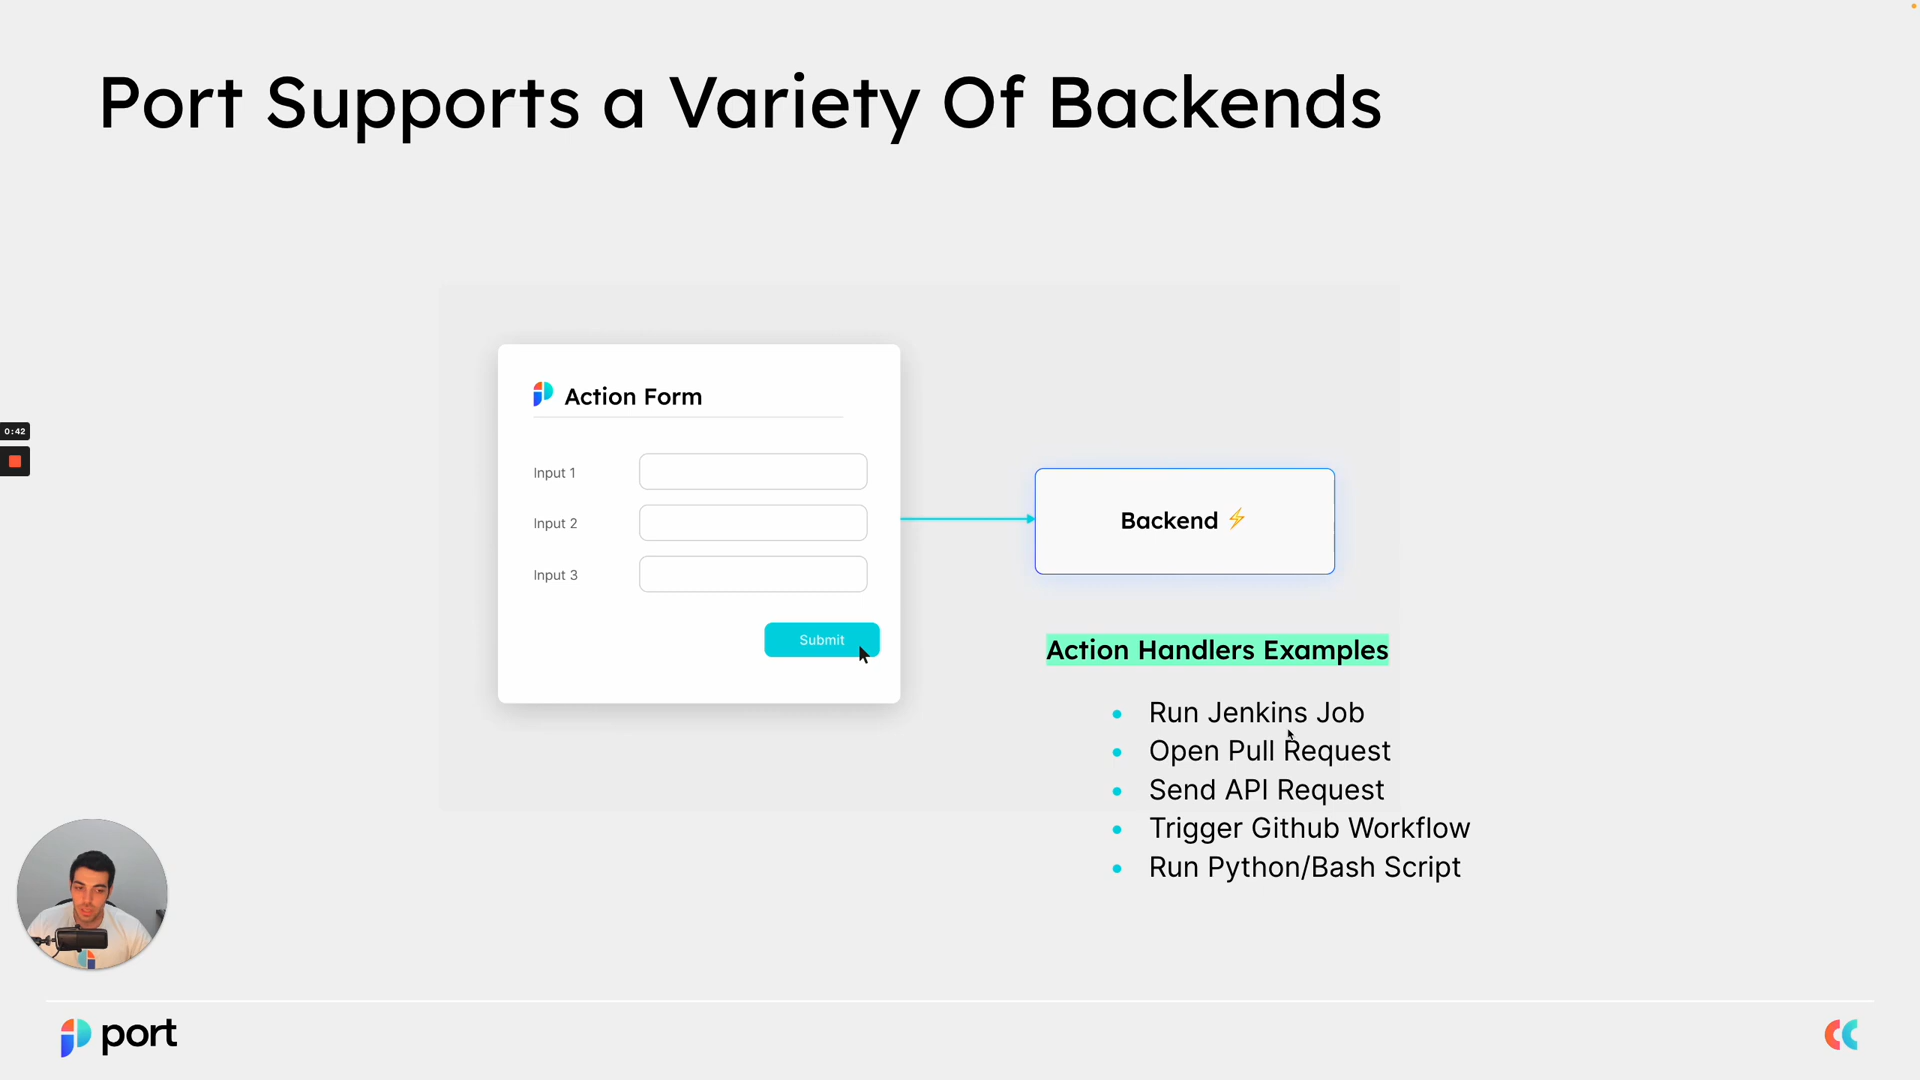 Port Supports a Variety Of Backends
0:42
Action Form
Input 1
Input 2
Input 3
Submit
Backend ⚡
Action Handlers Examples
• Run Jenkins Job
• Open Pull Request
• Send API Request
• Trigger Github Workflow
• Run Python/Bash Script
port